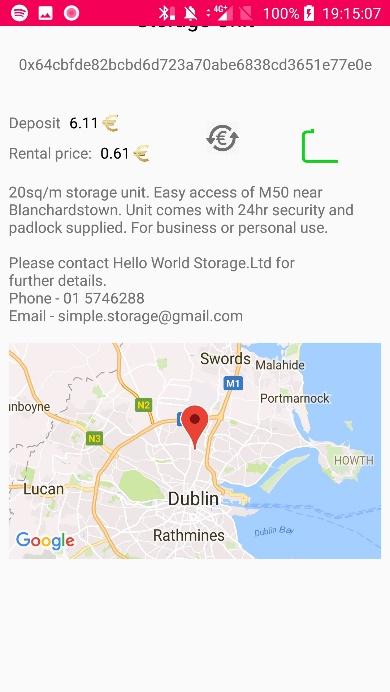 4G+ 100% 19:15:07
Storage Unit
0x64cbfde82bcbd6d723a70abe6838cd3651e77e0e
Deposit 6.11
Rental price: 0.61
20sq/m storage unit. Easy access of M50 near
Blanchardstown. Unit comes with 24hr security and
padlock supplied. For business or personal use.
Please contact Hello World Storage.Ltd for
further details.
Phone - 01 5746288
Email - simple.storage@gmail.com
Swords
Malahide
M1
Portmarnock
N2
N3
HOWTH
Lucan
Dublin
Dublin Bay
Rathmines
Google